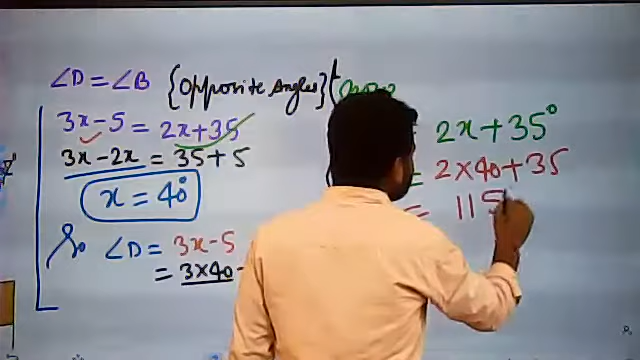 ∠D = ∠B {Opposite Angles}
3x - 5 = 2x + 35
3x - 2x = 35 + 5
x = 40°
So ∠D = 3x - 5
= 3 × 40 -
2x + 35°
= 2 × 40 + 35
= 115